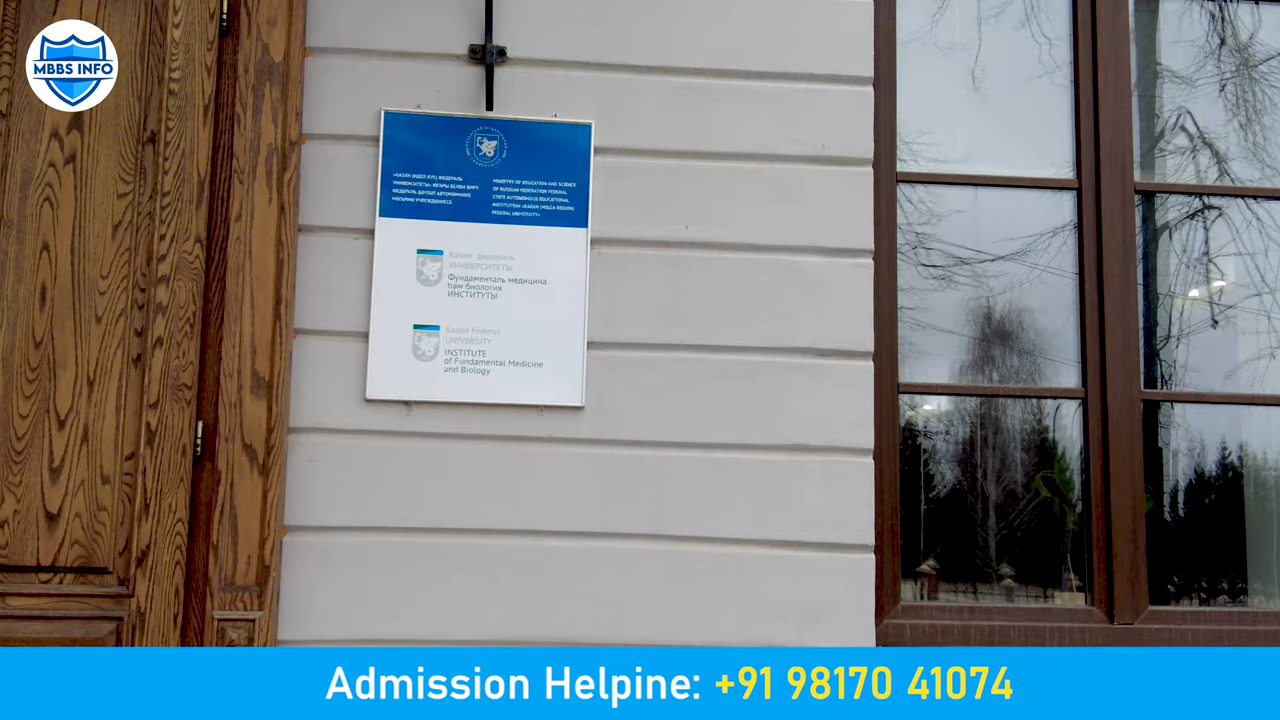 MBBS INFO
«КАЗАН (ИДЕЛ БУЕ) ФЕДЕРАЛЬ
УНИВЕРСИТЕТЫ» ЮГАРЫ БЕЛЕМ БИРҮ
ФЕДЕРАЛЬ ДӘҮЛӘТ АВТОНОМИЯЛЕ
МӘГАРИФ УЧРЕЖДЕНИЕСЕ
MINISTRY OF EDUCATION AND SCIENCE
OF RUSSIAN FEDERATION FEDERAL
STATE AUTONOMOUS EDUCATIONAL
INSTITUTION «KAZAN (VOLGA REGION)
FEDERAL UNIVERSITY»
Казан федераль
УНИВЕРСИТЕТЫ
Фундаменталь медицина
һәм биология
ИНСТИТУТЫ
Kazan Federal
UNIVERSITY
INSTITUTE
of Fundamental Medicine
and Biology
Admission Helpine: +91 98170 41074